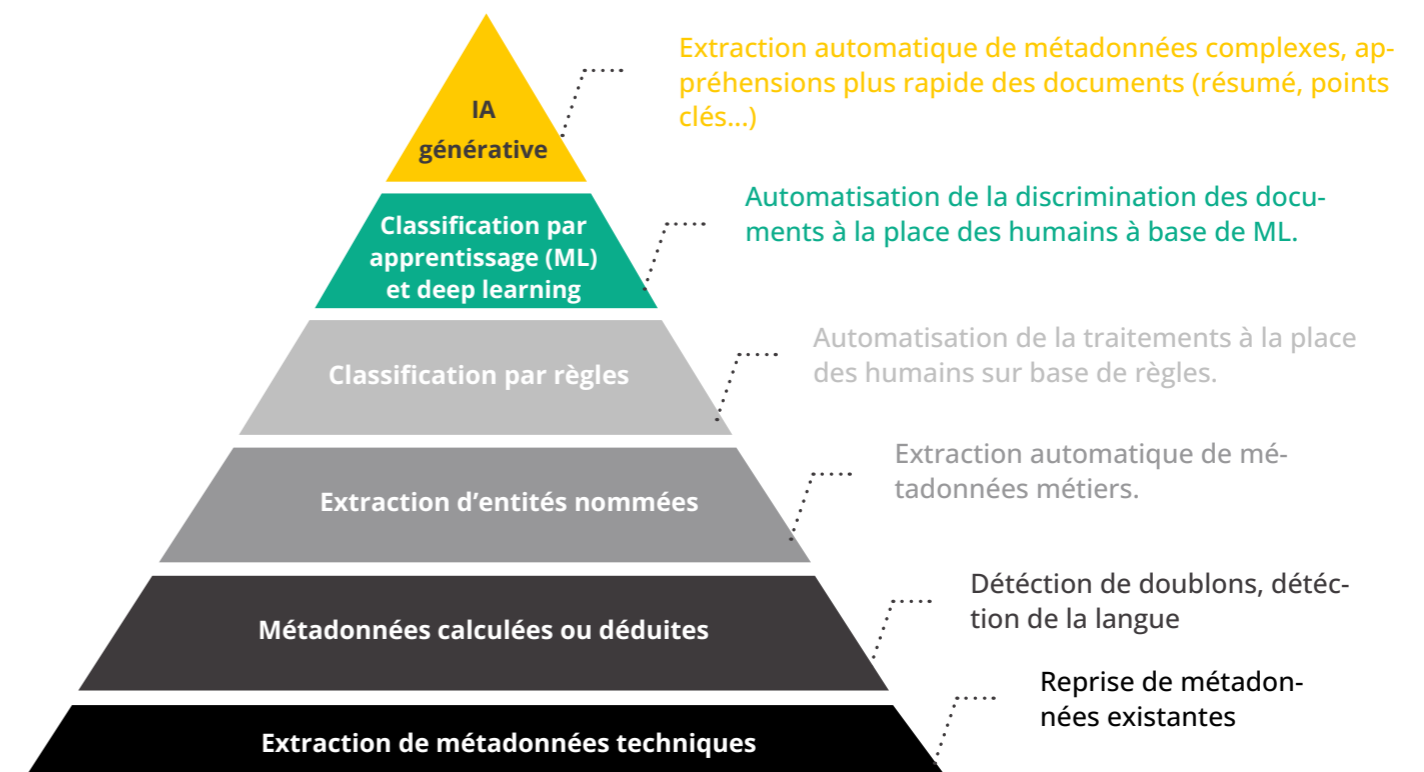 Extraction automatique de métadonnées complexes, ap-
préhensions plus rapide des documents (résumé, points
clés...)
IA
générative
Automatisation de la discrimination des docu-
ments à la place des humains à base de ML.
Classification par
apprentissage (ML)
et deep learning
Automatisation de la traitements à la place
des humains sur base de règles.
Classification par règles
Extraction automatique de mé-
tadonnées métiers.
Extraction d’entités nommées
Détéction de doublons, détéc-
tion de la langue
Métadonnées calculées ou déduites
Reprise de métadon-
nées existantes
Extraction de métadonnées techniques